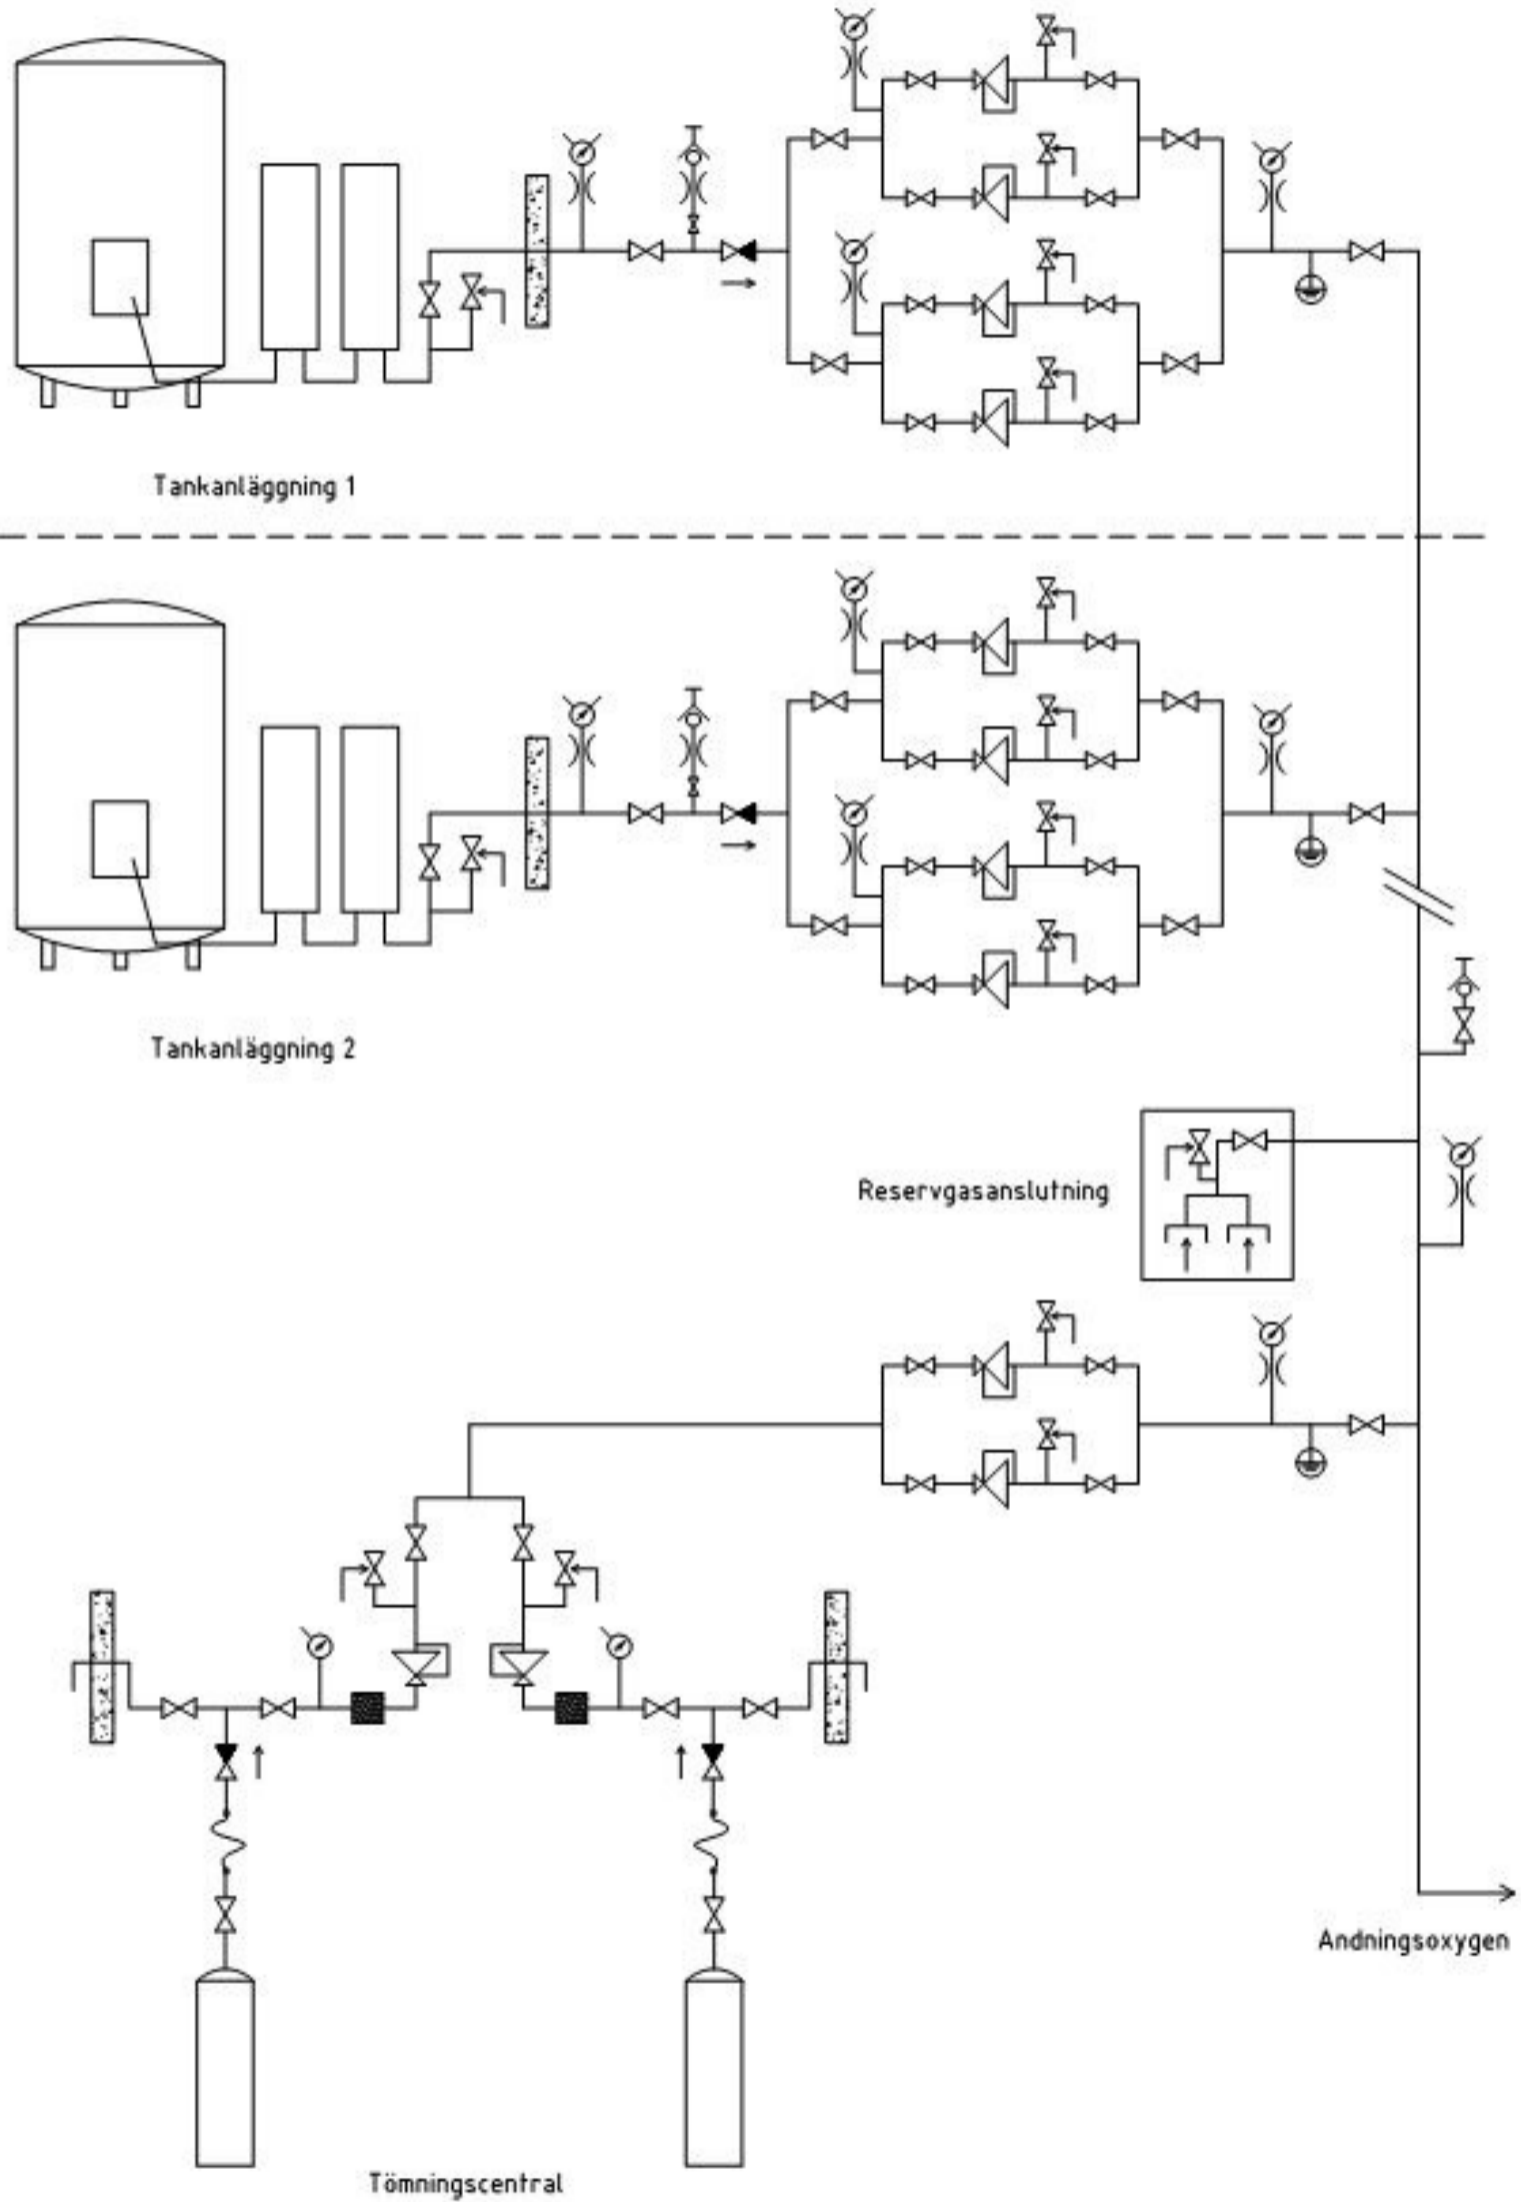 Tankanläggning 1
Tankanläggning 2
Reservgasanslutning
Andningsoxygen
Tömningscentral